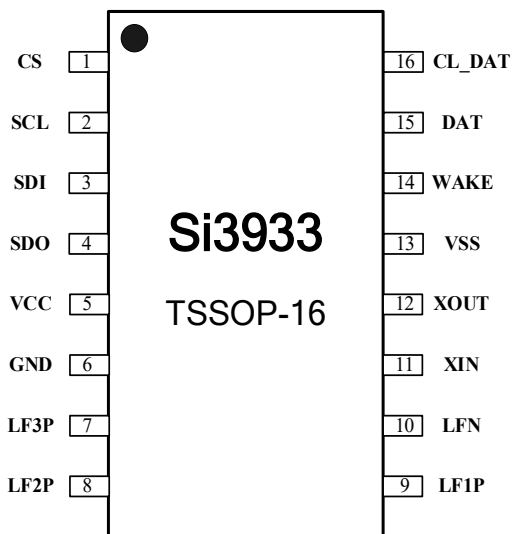 CS 1 16 CL_DAT
SCL 2 15 DAT
SDI 3 14 WAKE
Si3933
SDO 4 13 VSS
TSSOP-16
VCC 5 12 XOUT
GND 6 11 XIN
LF3P 7 10 LFN
LF2P 8 9 LF1P